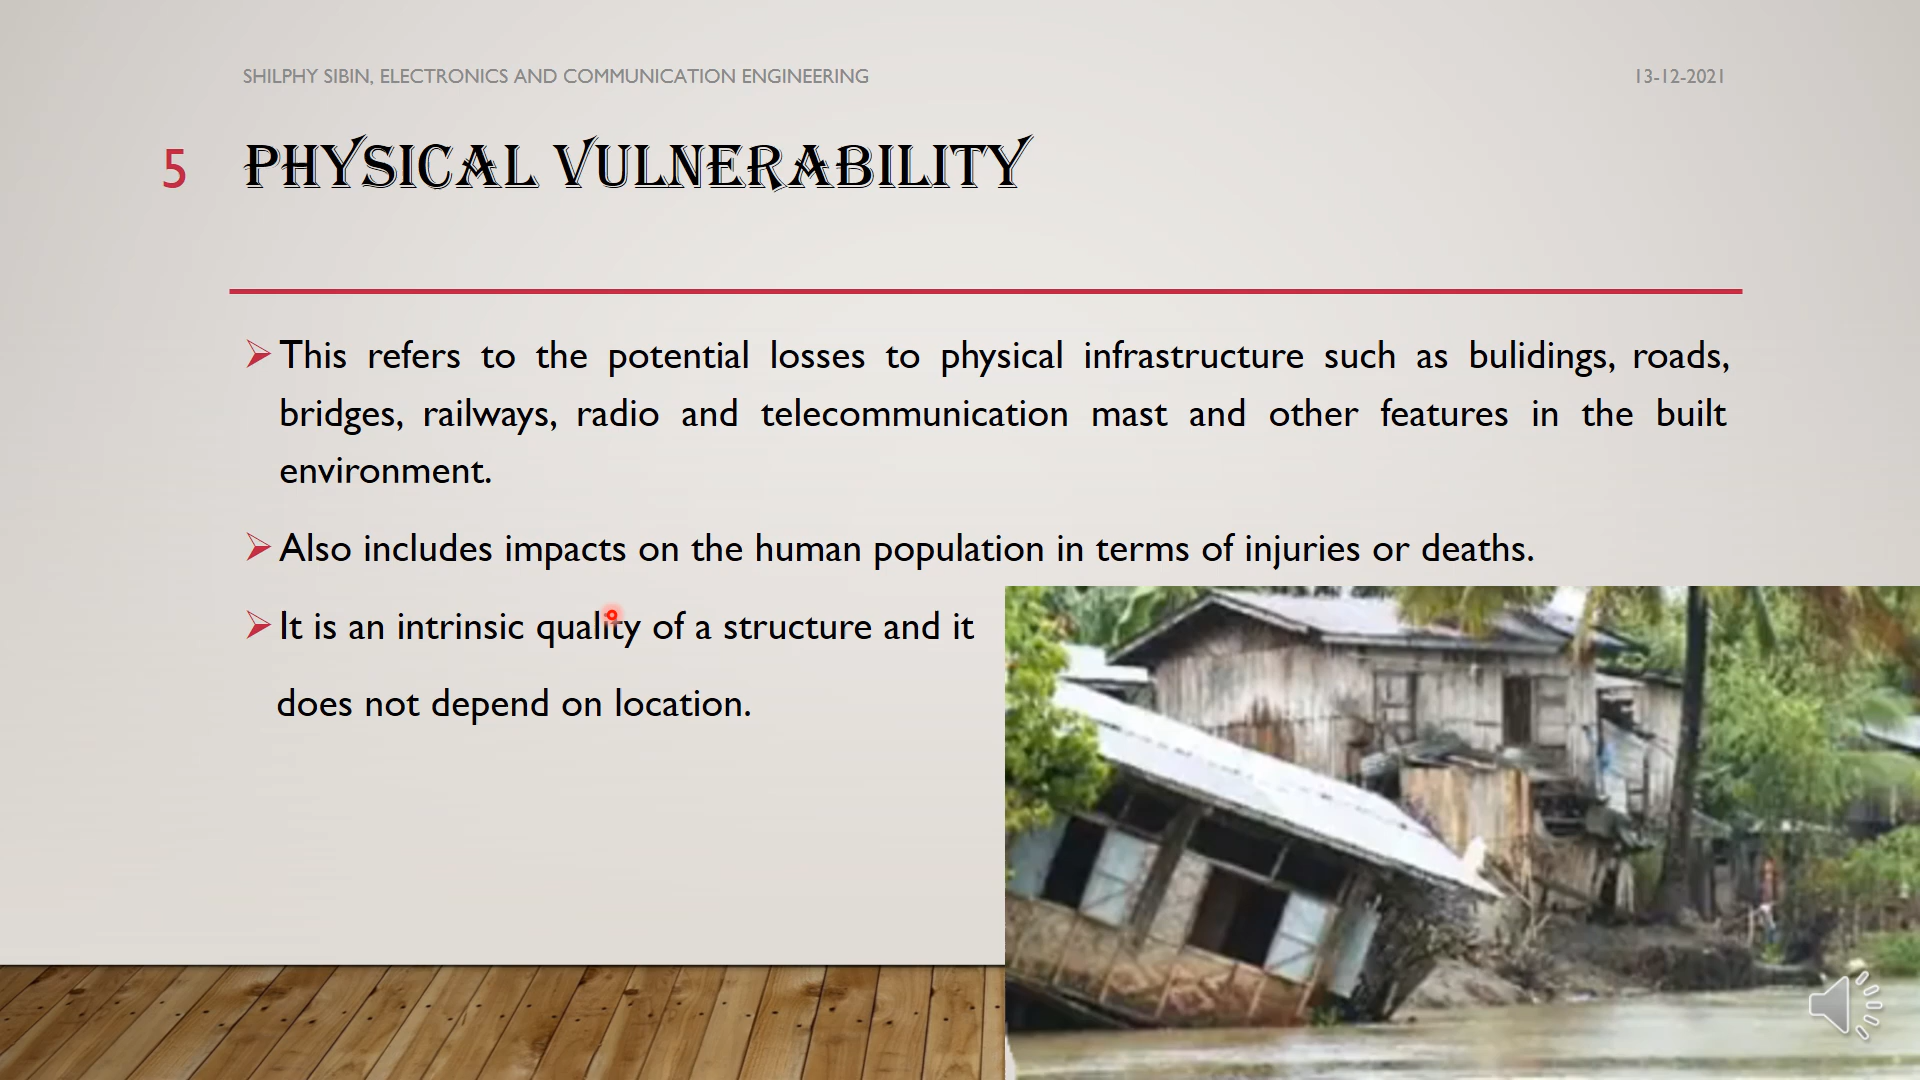 SHILPHY SIBIN, ELECTRONICS AND COMMUNICATION ENGINEERING
13-12-2021
5 PHYSICAL VULNERABILITY
This refers to the potential losses to physical infrastructure such as bulidings, roads,
bridges, railways, radio and telecommunication mast and other features in the built
environment.
Also includes impacts on the human population in terms of injuries or deaths.
It is an intrinsic quality of a structure and it
does not depend on location.